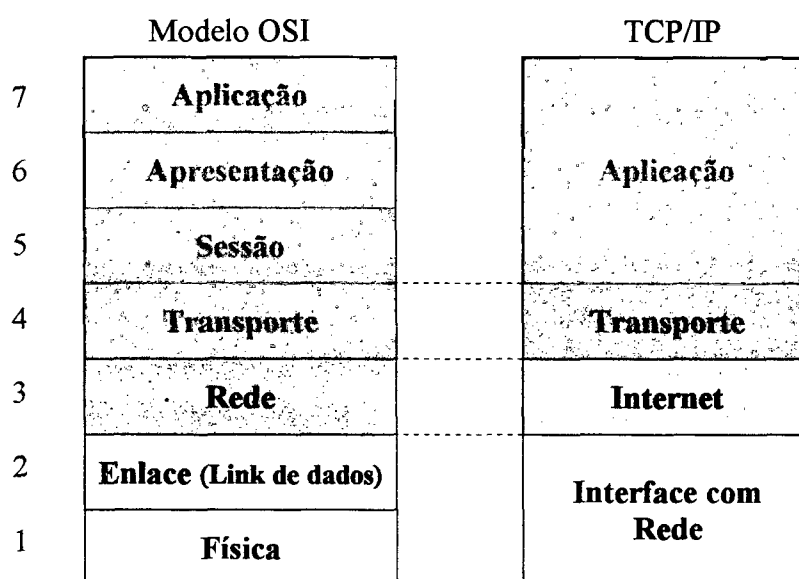 Modelo OSI
TCP/IP
7
Aplicação
6
Apresentação
Aplicação
5
Sessão
4
Transporte
Transporte
3
Rede
Internet
2
Enlace (Link de dados)
Interface com
Rede
1
Física